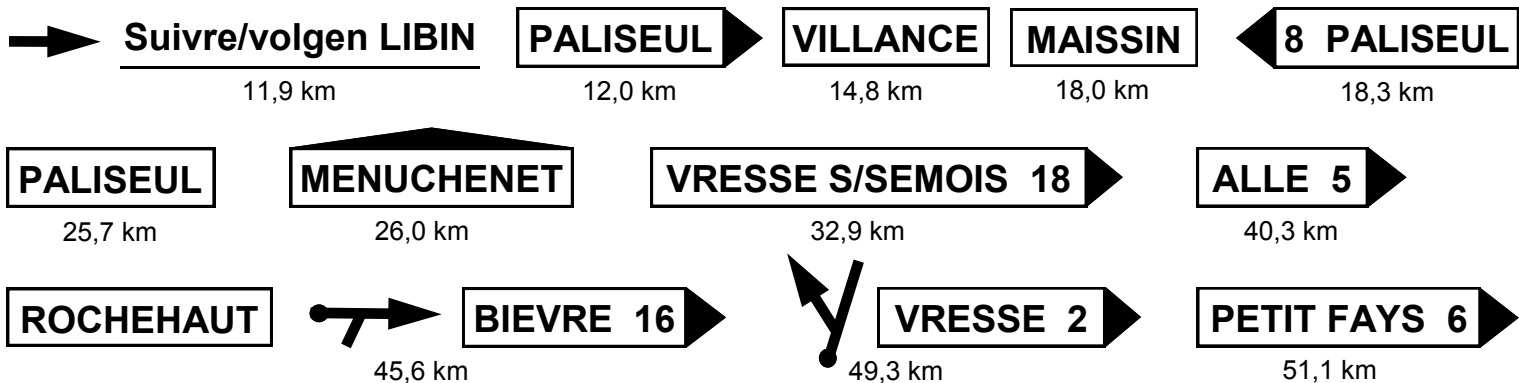 Suivre/volgen LIBIN PALISEUL VILLANCE MAISSIN 8 PALISEUL
11,9 km 12,0 km 14,8 km 18,0 km 18,3 km
PALISEUL MENUCHENET VRESSE S/SEMOIS 18 ALLE 5
25,7 km 26,0 km 32,9 km 40,3 km
ROCHEHAUT BIEVRE 16 VRESSE 2 PETIT FAYS 6
45,6 km 49,3 km 51,1 km